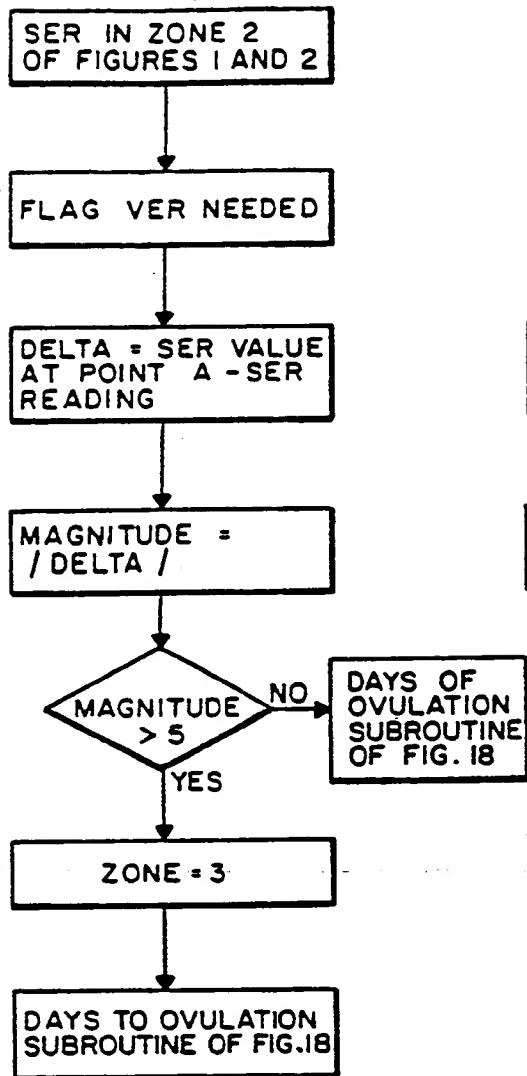 SER IN ZONE 2
OF FIGURES 1 AND 2
FLAG VER NEEDED
DELTA = SER VALUE
AT POINT A - SER
READING
MAGNITUDE =
/ DELTA /
MAGNITUDE
> 5
NO
DAYS OF
OVULATION
SUBROUTINE
OF FIG. 18
YES
ZONE = 3
DAYS TO OVULATION
SUBROUTINE OF FIG.18